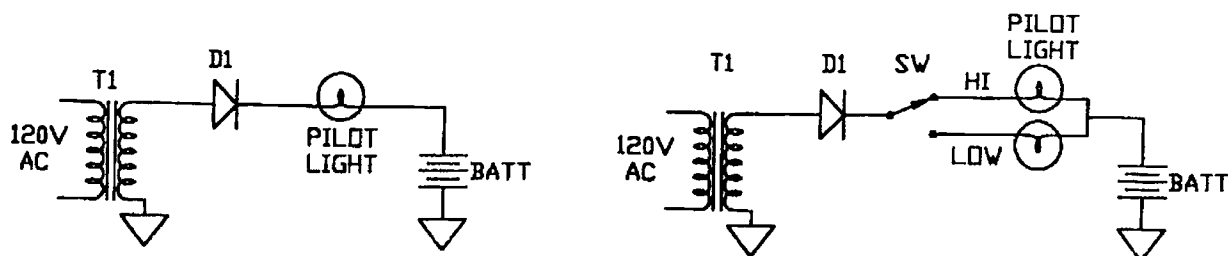 T1
D1
120V
AC
PILOT
LIGHT
BATT
T1
D1
SW
HI
PILOT
LIGHT
120V
AC
LOW
BATT